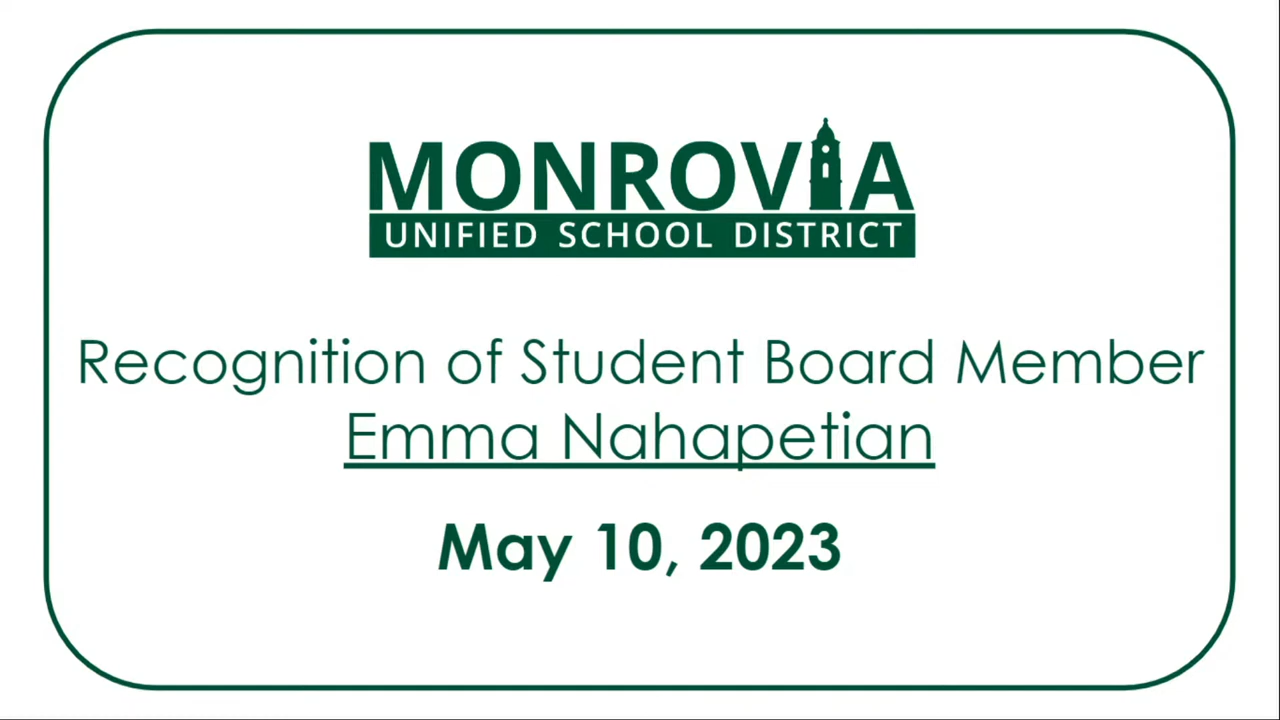 MONROVIA
UNIFIED SCHOOL DISTRICT
Recognition of Student Board Member
Emma Nahapetian
May 10, 2023